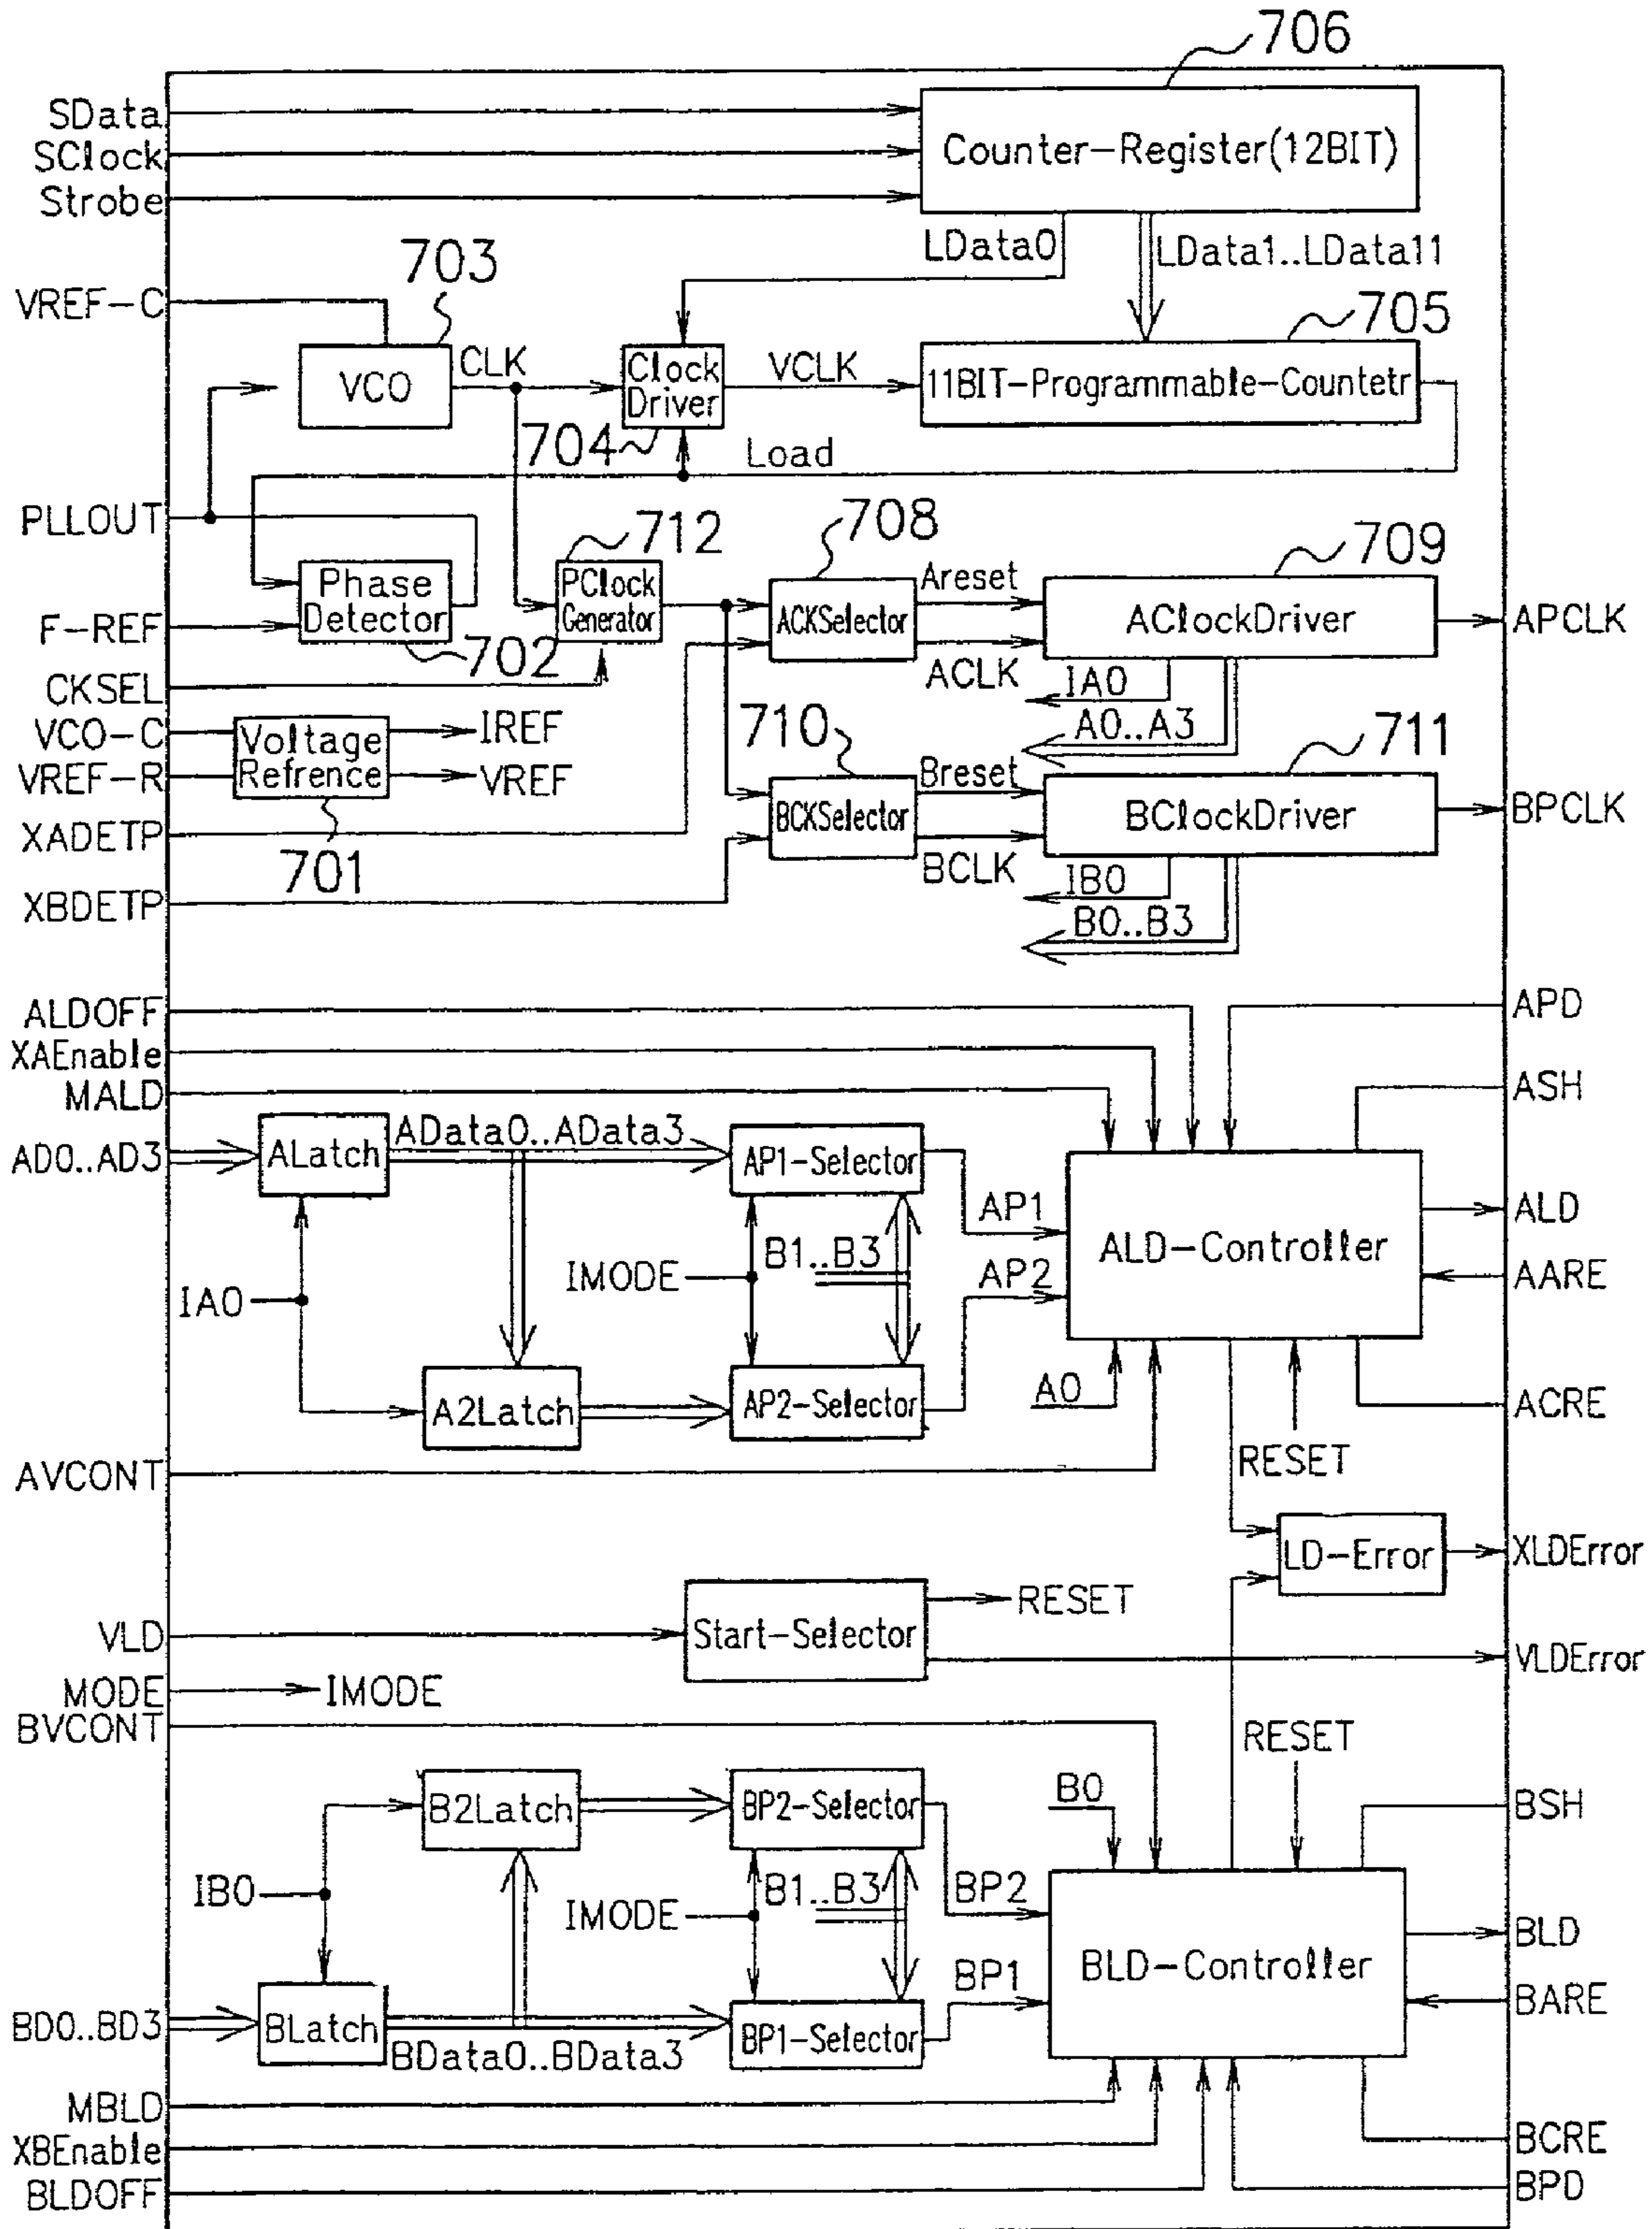 706
SData
SClock
Strobe
Counter-Register(12BIT)
LData0
LData1..LData11
703
VREF-C
705
VCO
CLK
Clock
Driver
VCLK
11BIT-Programmable-Countetr
704
Load
PLLOUT
712
708
709
Phase
Detector
PClock
Generator
ACKSelector
Areset
AClockDriver
APCLK
F-REF
702
ACLK
IA0
CKSEL
VCO-C
VREF-R
Voltage
Refrence
IREF
VREF
A0..A3
710
711
Breset
BCKSelector
BClockDriver
BPCLK
XADETP
701
BCLK
IB0
XBDETP
B0..B3
ALDOFF
APD
XAEnable
MALD
ASH
AD0..AD3
ALatch
AData0..AData3
AP1-Selector
AP1
ALD
ALD-Controller
B1..B3
IMODE
AP2
AARE
IA0
A2Latch
AP2-Selector
A0
ACRE
RESET
AVCONT
LD-Error
XLDError
RESET
VLD
Start-Selector
VLDError
MODE
IMODE
BVCONT
RESET
B0
B2Latch
BP2-Selector
BSH
IB0
B1..B3
BP2
IMODE
BLD
BLD-Controller
BP1
BARE
BD0..BD3
BLatch
BP1-Selector
BData0..BData3
MBLD
XBEnable
BCRE
BLDOFF
BPD